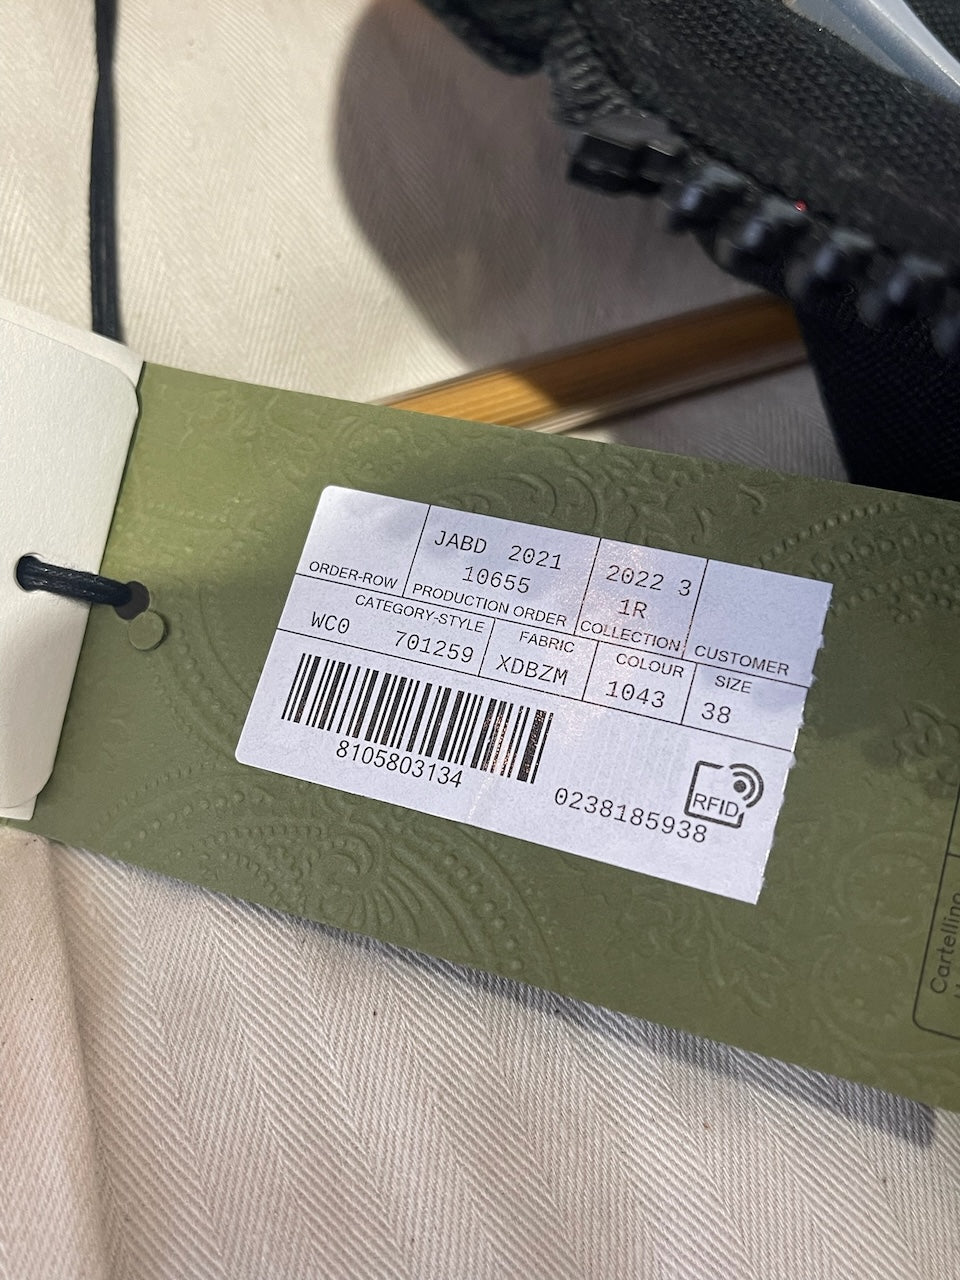 JABD 2021
10655
2022 3
1R
ORDER-ROW
PRODUCTION ORDER
COLLECTION
CUSTOMER
CATEGORY-STYLE
FABRIC
COLOUR
SIZE
WC0 701259
XDBZM
1043
38
8105803134
0238185938
RFID
Cartellino